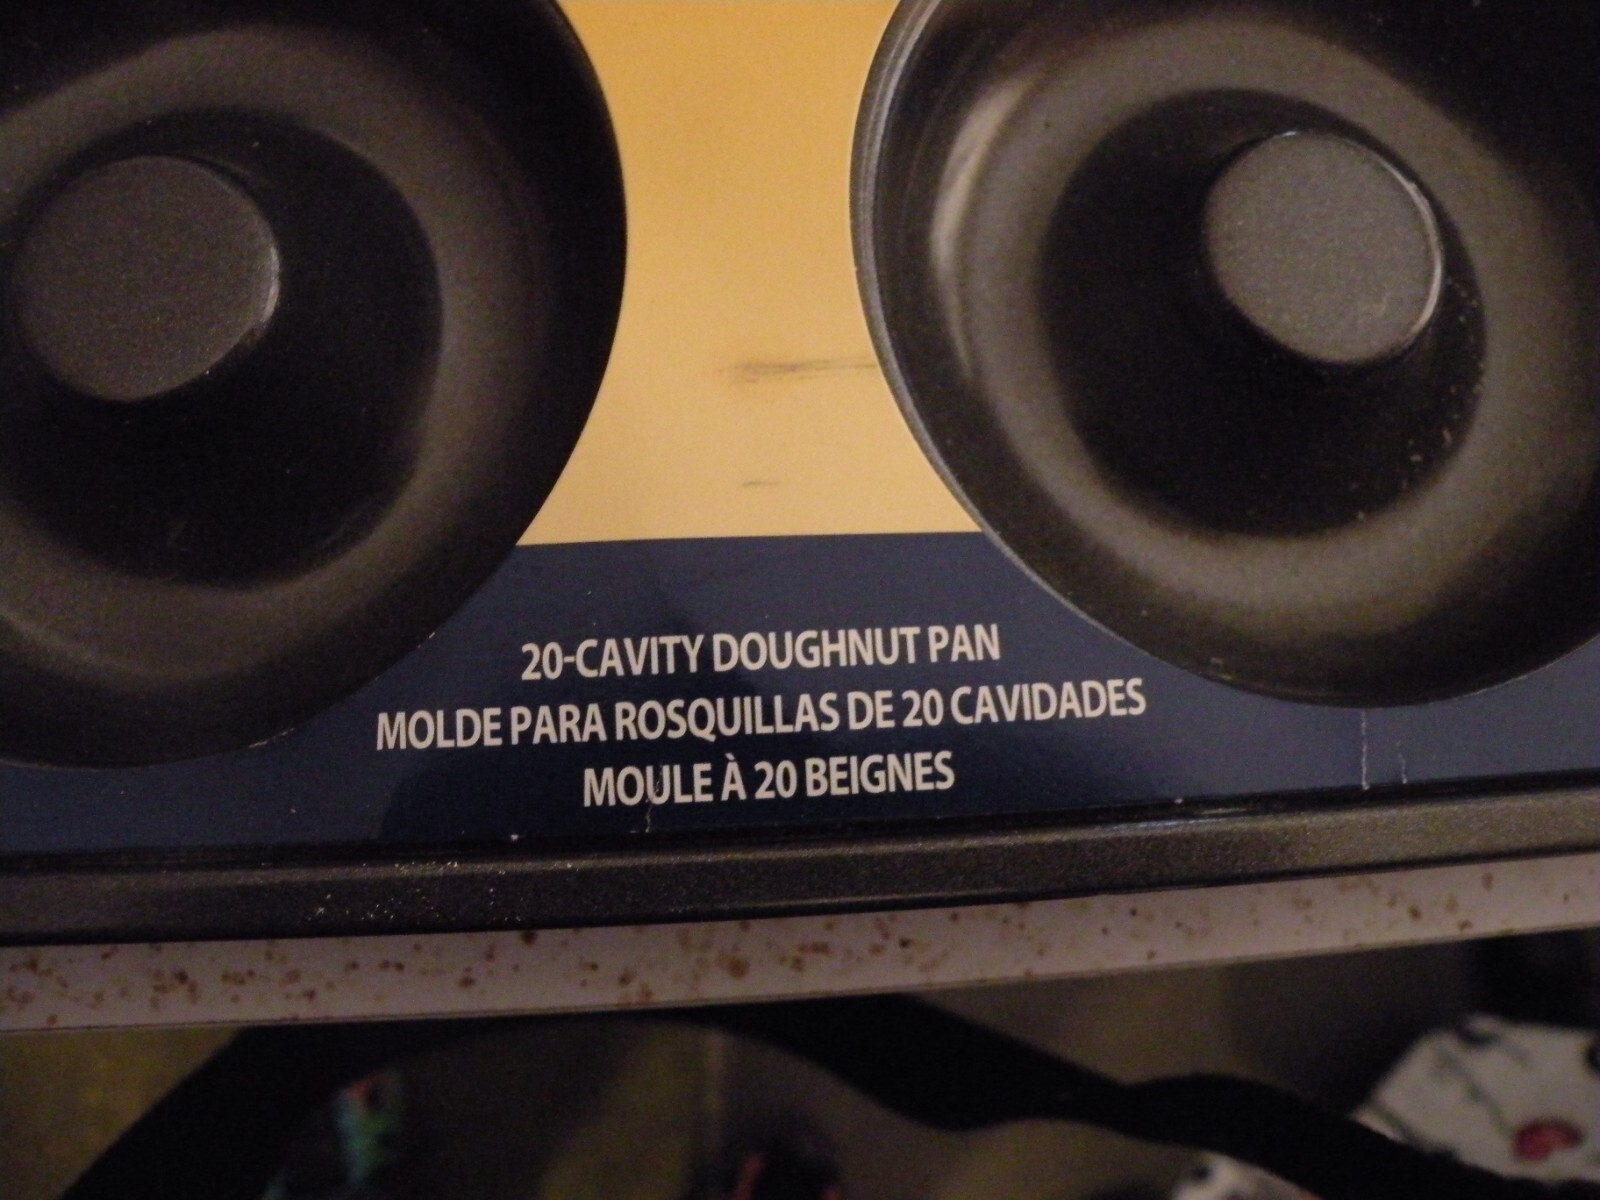 20-CAVITY DOUGHNUT PAN
MOLDE PARA ROSQUILLAS DE 20 CAVIDADES
MOULE À 20 BEIGNES